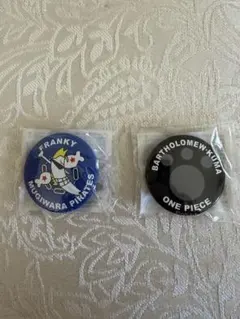 FRANKY
MUGIWARA PIRATES
BARTHOLOMEW·KUMA
ONE PIECE